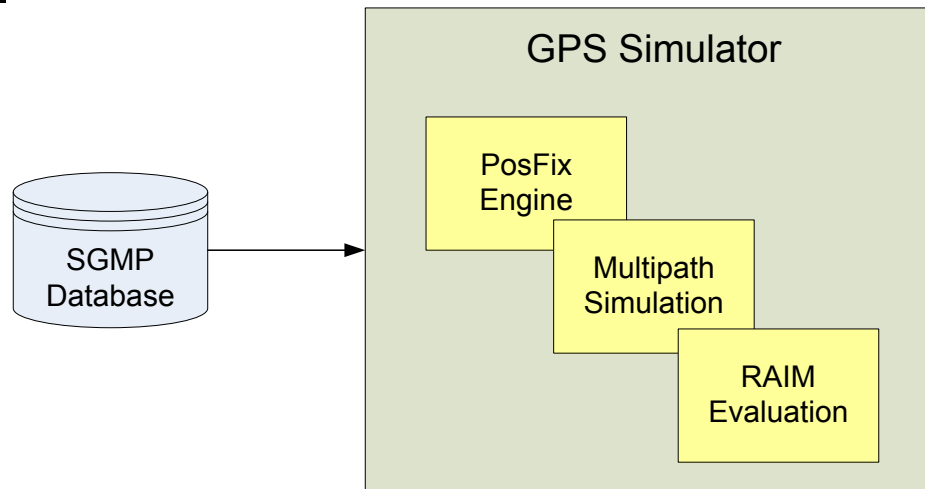 GPS Simulator
PosFix
Engine
SGMP
Database
Multipath
Simulation
RAIM
Evaluation